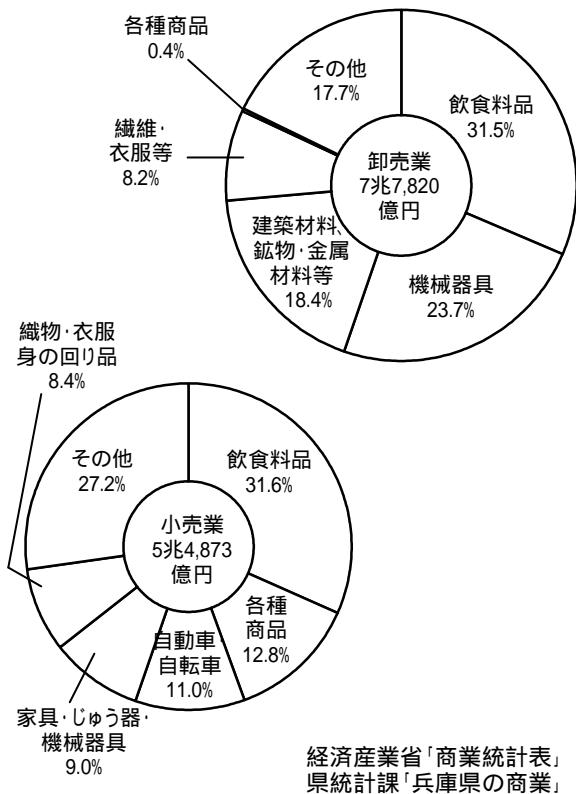 各種商品
0.4%
その他
17.7%
飲食料品
31.5%
繊維・
衣服等
8.2%
卸売業
7兆7,820
億円
建築材料、
鉱物・金属
材料等
18.4%
機械器具
23.7%
織物・衣服
身の回り品
8.4%
その他
27.2%
飲食料品
31.6%
小売業
5兆4,873
億円
各種
商品
12.8%
自動車・
自転車
11.0%
家具・じゅう器・
機械器具
9.0%
経済産業省「商業統計表」
県統計課「兵庫県の商業」